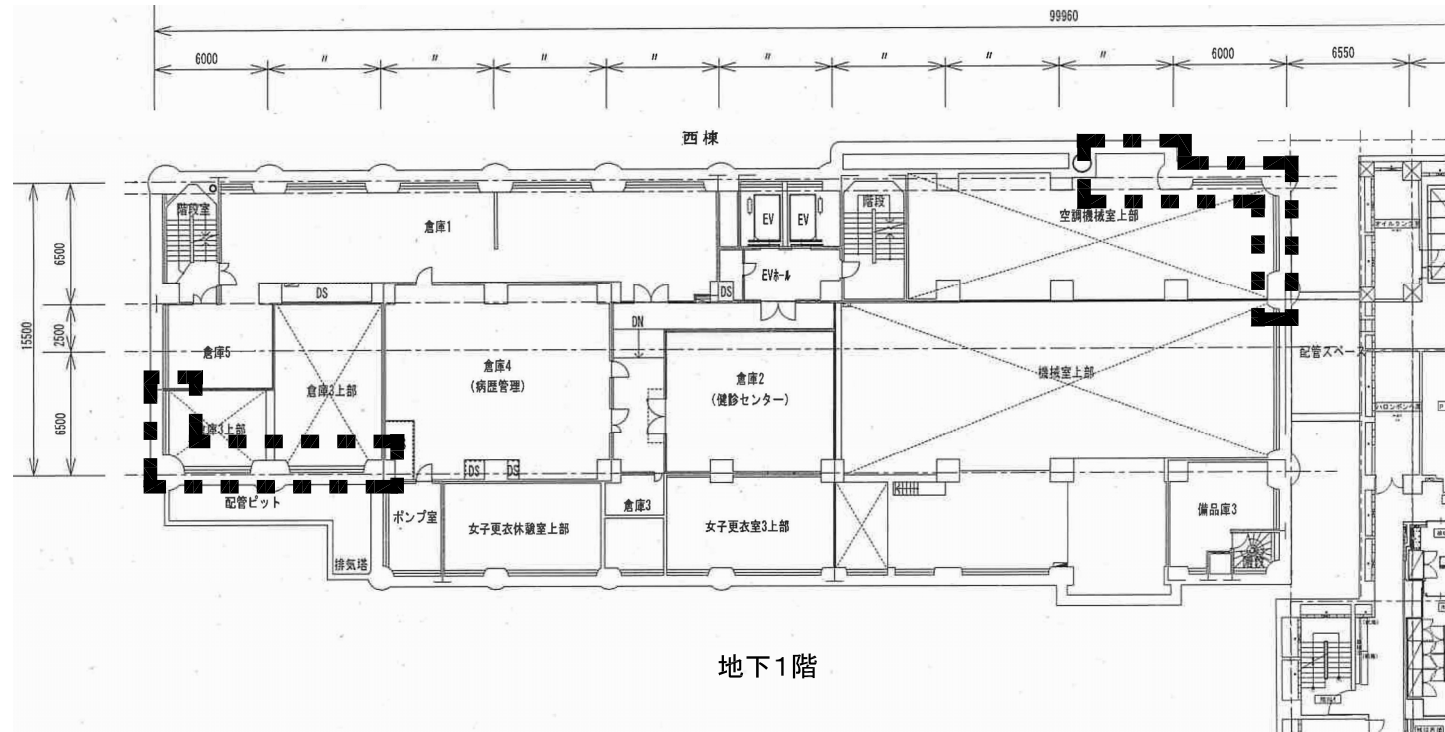 99960
6000
〃
〃
〃
〃
〃
〃
〃
〃
6000
6550
西棟
15500
6500
2500
6500
階段室
倉庫1
EV
EV
階段
空調機械室上部
EVホール
DS
DS
DN
倉庫5
倉庫3上部
倉庫4
(病歴管理)
倉庫2
(健診センター)
機械室上部
配管スペース
DS
DS
配管ピット
ポンプ室
女子更衣休憩室上部
倉庫3
女子更衣室3上部
備品庫3
階段
排気塔
地下1階